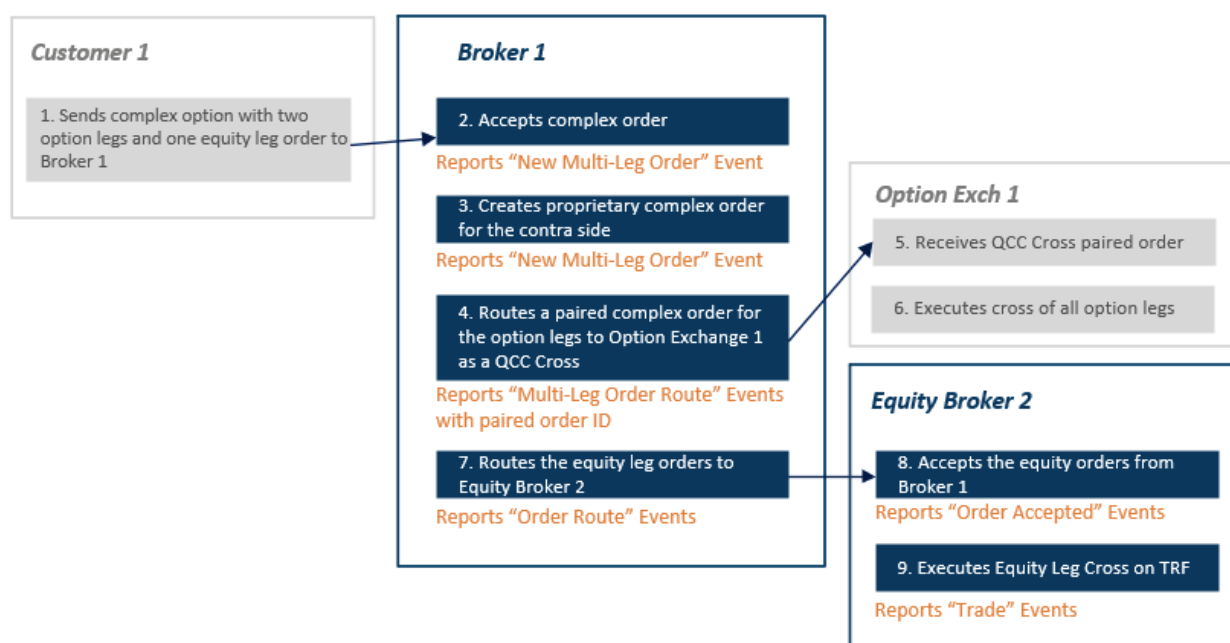 Customer 1
1. Sends complex option with two
option legs and one equity leg order to
Broker 1
Broker 1
2. Accepts complex order
Reports “New Multi-Leg Order” Event
3. Creates proprietary complex order
for the contra side
Reports “New Multi-Leg Order” Event
4. Routes a paired complex order for
the option legs to Option Exchange 1
as a QCC Cross
Reports “Multi-Leg Order Route” Events
with paired order ID
7. Routes the equity leg orders to
Equity Broker 2
Reports “Order Route” Events
Option Exch 1
5. Receives QCC Cross paired order
6. Executes cross of all option legs
Equity Broker 2
8. Accepts the equity orders from
Broker 1
Reports “Order Accepted” Events
9. Executes Equity Leg Cross on TRF
Reports “Trade” Events